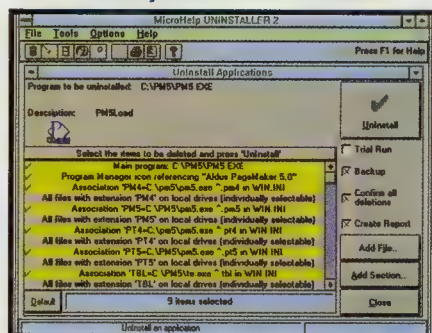 MicroHelp UNINSTALLER 2
File Tools Options Help
Press F1 for Help
Uninstall Applications
Program to be uninstalled: C:\PM5\PM5.EXE
Description: PM5Load
Uninstall
Select the items to be deleted and press 'Uninstall'
Trial Run
Main program: C:\PM5\PM5.EXE
Program Manager icon referencing "Aldus PageMaker 5.0"
Backup
Association 'PM4=C:\pm5\pm5.exe ^.pm4 in WIN.INI
All files with extension 'PM4' on local drives (individually selectable)
Confirm all deletions
Association 'PM5=C:\pm5\pm5.exe ^.pm5 in WIN.INI
All files with extension 'PM5' on local drives (individually selectable)
Create Report
Association 'PT4=C:\pm5\pm5.exe ^.pt4 in WIN.INI
All files with extension 'PT4' on local drives (individually selectable)
Add File...
Association 'PT5=C:\pm5\pm5.exe ^.pt5 in WIN.INI
All files with extension 'PT5' on local drives (individually selectable)
Add Section...
Association 'TBL=C:\PM5\te.exe ^.tbl in WIN.INI
All files with extension 'TBL' on local drives (individually selectable)
Default
9 items selected
Close
Uninstall an application